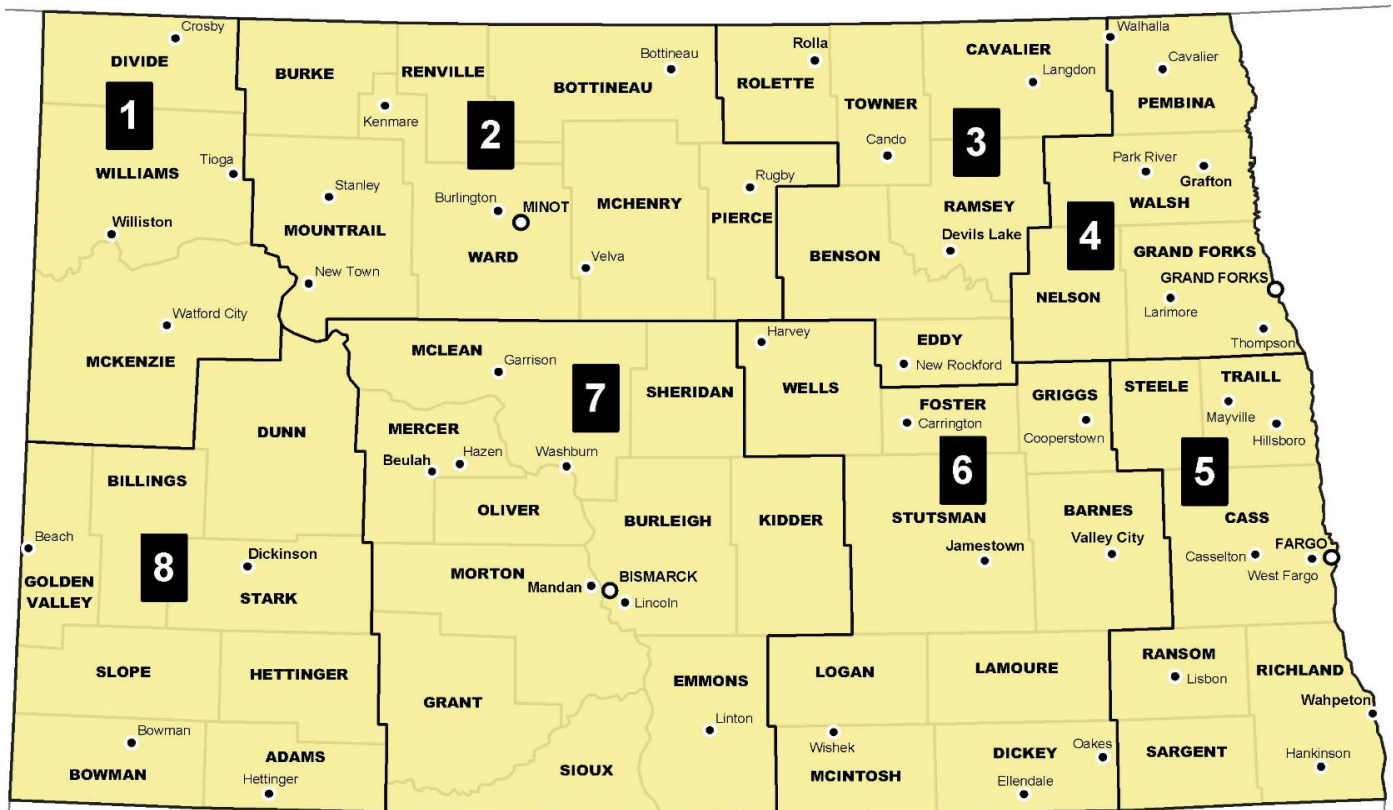 Crosby
DIVIDE
1
Tioga
WILLIAMS
Williston
Watford City
MCKENZIE
BURKE
RENVILLE
Bottineau
BOTTINEAU
Kenmare
2
Stanley
Burlington
MINOT
MOUNTRAIL
WARD
MCHENRY
Rugby
PIERCE
New Town
Velva
Rolla
ROLETTE
CAVALIER
Langdon
TOWNER
Cando
3
RAMSEY
Devils Lake
BENSON
EDDY
New Rockford
Walhalla
Cavalier
PEMBINA
Park River
Grafton
WALSH
4
GRAND FORKS
GRAND FORKS
NELSON
Larimore
Thompson
STEELE
TRAILL
Mayville
Hillsboro
5
CASS
FARGO
Casselton
West Fargo
RANSOM
Lisbon
RICHLAND
Wahpeton
SARGENT
Hankinson
Harvey
WELLS
FOSTER
Carrington
GRIGGS
Cooperstown
6
STUTSMAN
Jamestown
BARNES
Valley City
LOGAN
LAMOURE
Wishek
MCINTOSH
DICKEY
Oakes
Ellendale
MCLEAN
Garrison
7
SHERIDAN
MERCER
Beulah
Hazen
Washburn
OLIVER
BURLEIGH
KIDDER
MORTON
Mandan
BISMARCK
Lincoln
GRANT
EMMONS
Linton
SIOUX
DUNN
BILLINGS
Beach
8
Dickinson
GOLDEN
VALLEY
STARK
SLOPE
HETTINGER
Bowman
BOWMAN
ADAMS
Hettinger